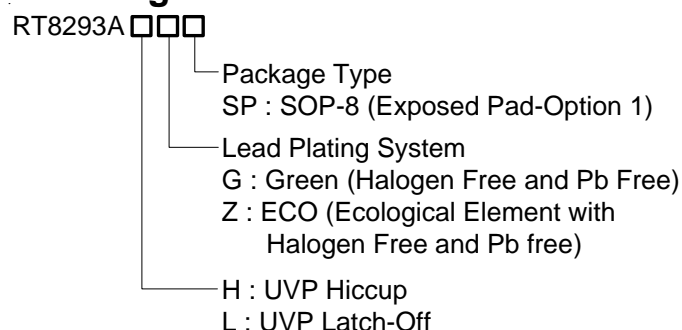 RT8293A
Package Type
SP : SOP-8 (Exposed Pad-Option 1)
Lead Plating System
G : Green (Halogen Free and Pb Free)
Z : ECO (Ecological Element with
Halogen Free and Pb free)
H : UVP Hiccup
L : UVP Latch-Off